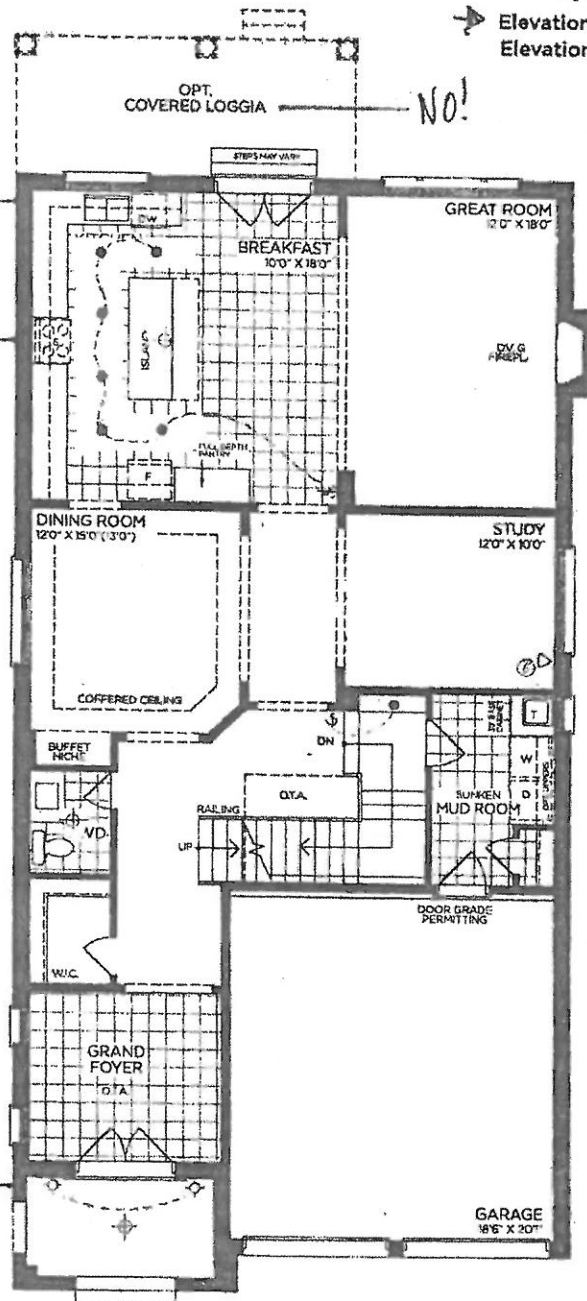 Elevation
Elevation
OPT.
COVERED LOGGIA
NO!
STEPS MAY VARY
GREAT ROOM
12'0" X 18'0"
DW
BREAKFAST
10'0" X 18'0"
ISLAND
D.V.G
FIREPL.
FULL DEPTH
PANTRY
F
DINING ROOM
12'0" X 15'0" (13'0")
STUDY
12'0" X 10'0"
COFFERED CEILING
BUFFET
NICHE
DN
T
W
D
SUNKEN
MUD ROOM
O.T.A.
RAILING
UP
DOOR GRADE
PERMITTING
W.I.C.
GRAND
FOYER
O.T.A.
GARAGE
18'6" X 20'1"